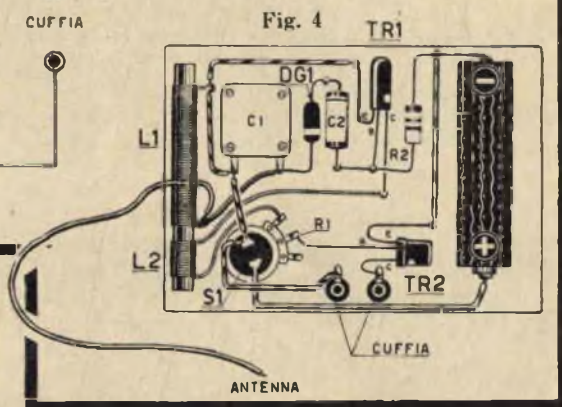 CUFFIA
Fig. 4
TR1
DG1
L1
C1
C2
E
B
C
R2
L2
R1
B
E
C
S1
TR2
CUFFIA
ANTENNA